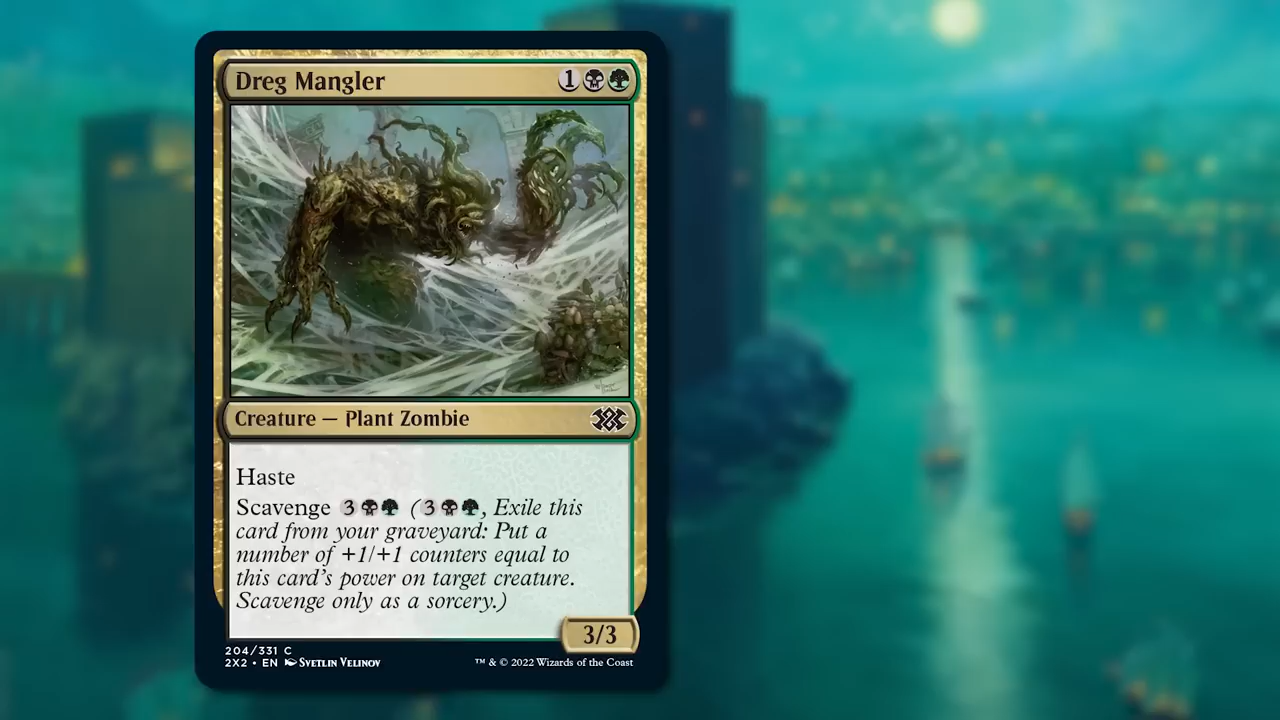 Dreg Mangler 1
Creature — Plant Zombie
Haste
Scavenge 3 (3, Exile this
card from your graveyard: Put a
number of +1/+1 counters equal to
this card's power on target creature.
Scavenge only as a sorcery.)
3/3
204/331 C
2X2 • EN Svetlin Velinov
™ & © 2022 Wizards of the Coast